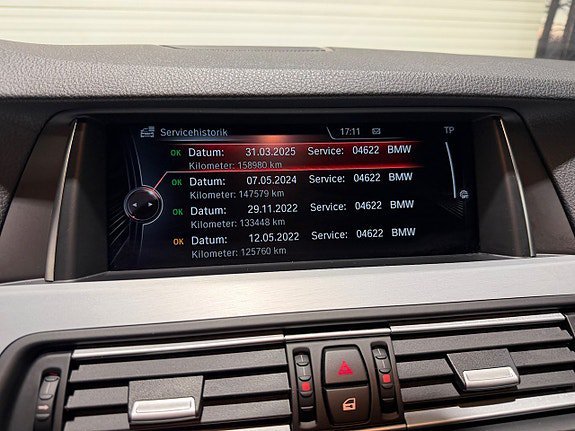 Servicehistorik 17:11 TP
OK Datum: 31.03.2025 Service: 04622 BMW
Kilometer: 158980 km
OK Datum: 07.05.2024 Service: 04622 BMW
Kilometer: 147579 km
OK Datum: 29.11.2022 Service: 04622 BMW
Kilometer: 133448 km
OK Datum: 12.05.2022 Service: 04622 BMW
Kilometer: 125760 km